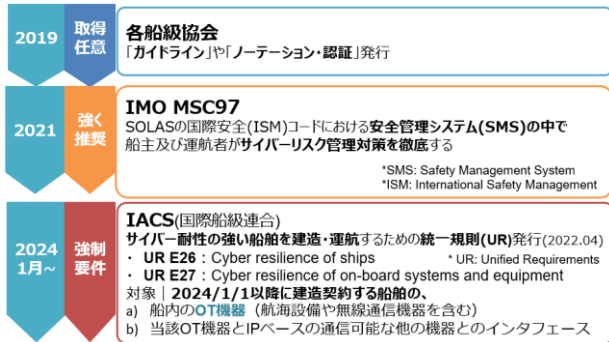 2019
取得
任意
各船級協会
「ガイドライン」や「ノーテーション・認証」発行
2021
強く
推奨
IMO MSC97
SOLASの国際安全(ISM)コードにおける安全管理システム(SMS)の中で
船主及び運航者がサイバーリスク管理対策を徹底する
*SMS: Safety Management System
*ISM: International Safety Management
2024
1月~
強制
要件
IACS(国際船級連合)
サイバー耐性の強い船舶を建造・運航するための統一規則(UR)発行(2022.04)
・ UR E26：Cyber resilience of ships * UR: Unified Requirements
・ UR E27：Cyber resilience of on-board systems and equipment
対象｜2024/1/1以降に建造契約する船舶の、
a) 船内のOT機器（航海設備や無線通信機器を含む）
b) 当該OT機器とIPベースの通信可能な他の機器とのインタフェース